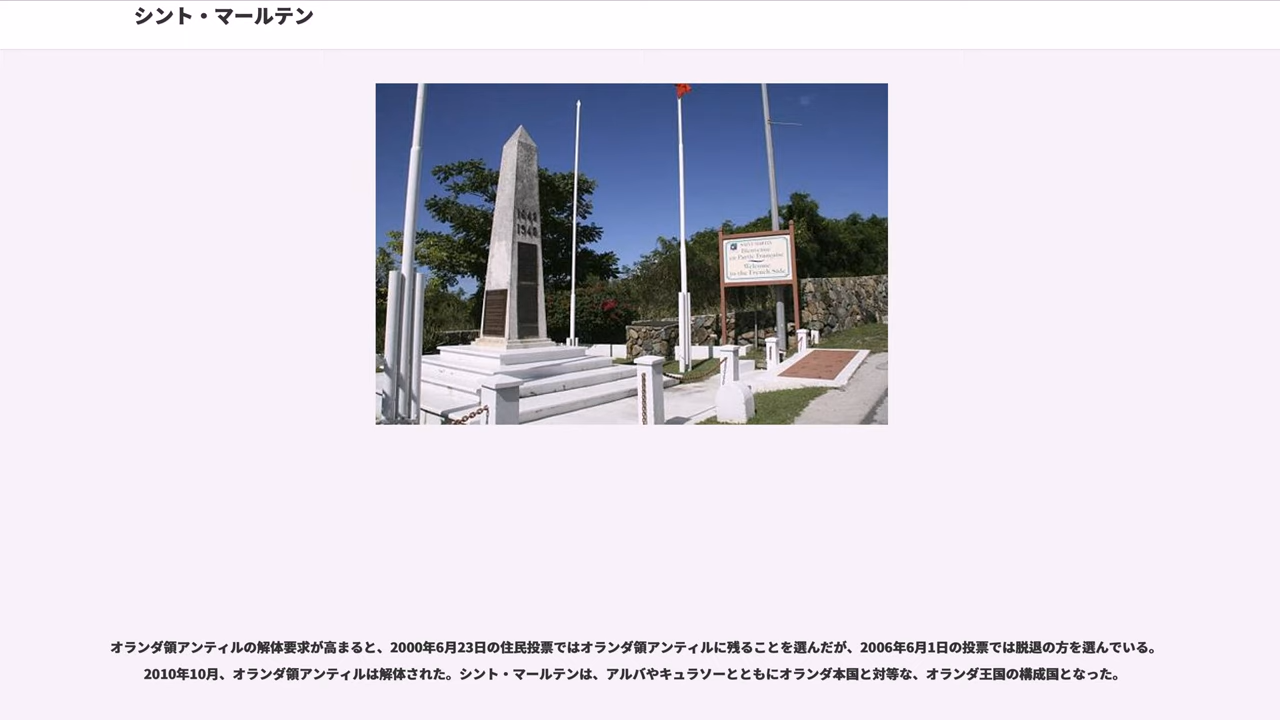 シント・マールテン
1648
1948
SAINT MARTIN
Bienvenue
en Partie Française
Welcome
to the French Side
オランダ領アンティルの解体要求が高まると、2000年6月23日の住民投票ではオランダ領アンティルに残ることを選んだが、2006年6月1日の投票では脱退の方を選んでいる。
2010年10月、オランダ領アンティルは解体された。シント・マールテンは、アルバやキュラソーとともにオランダ本国と対等な、オランダ王国の構成国となった。